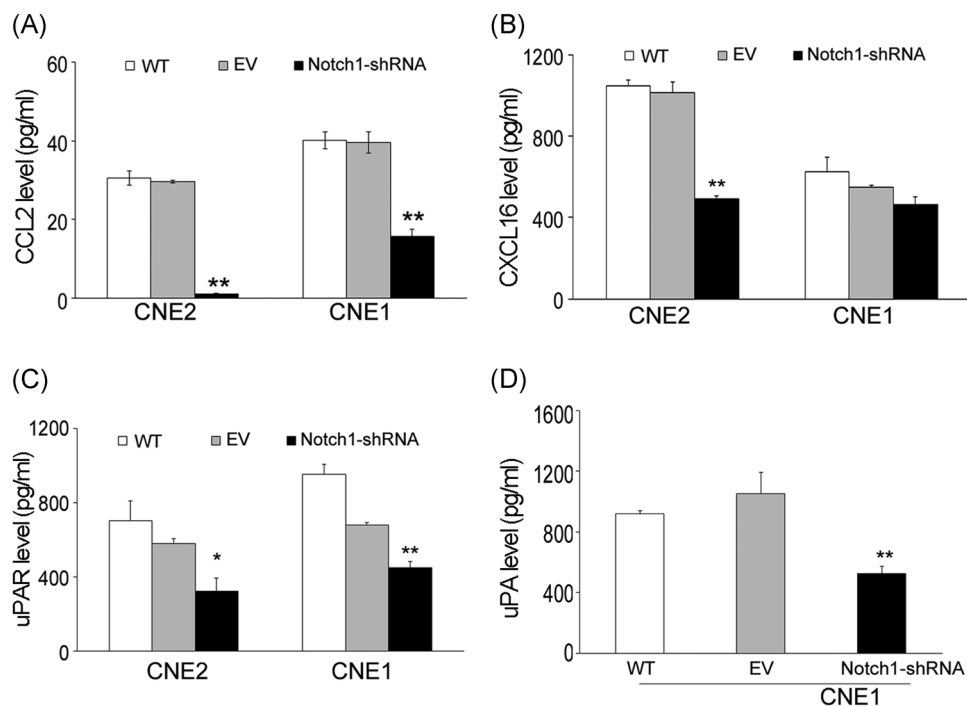 (A)
WT EV Notch1-shRNA
60
40
20
0
CCL2 level (pg/ml)
**
**
CNE2 CNE1
(B)
WT EV Notch1-shRNA
1200
800
400
0
CXCL16 level (pg/ml)
**
CNE2 CNE1
(C)
WT EV Notch1-shRNA
1200
800
400
0
uPAR level (pg/ml)
*
**
CNE2 CNE1
(D)
1600
1200
800
400
0
uPA level (pg/ml)
**
WT EV Notch1-shRNA
CNE1